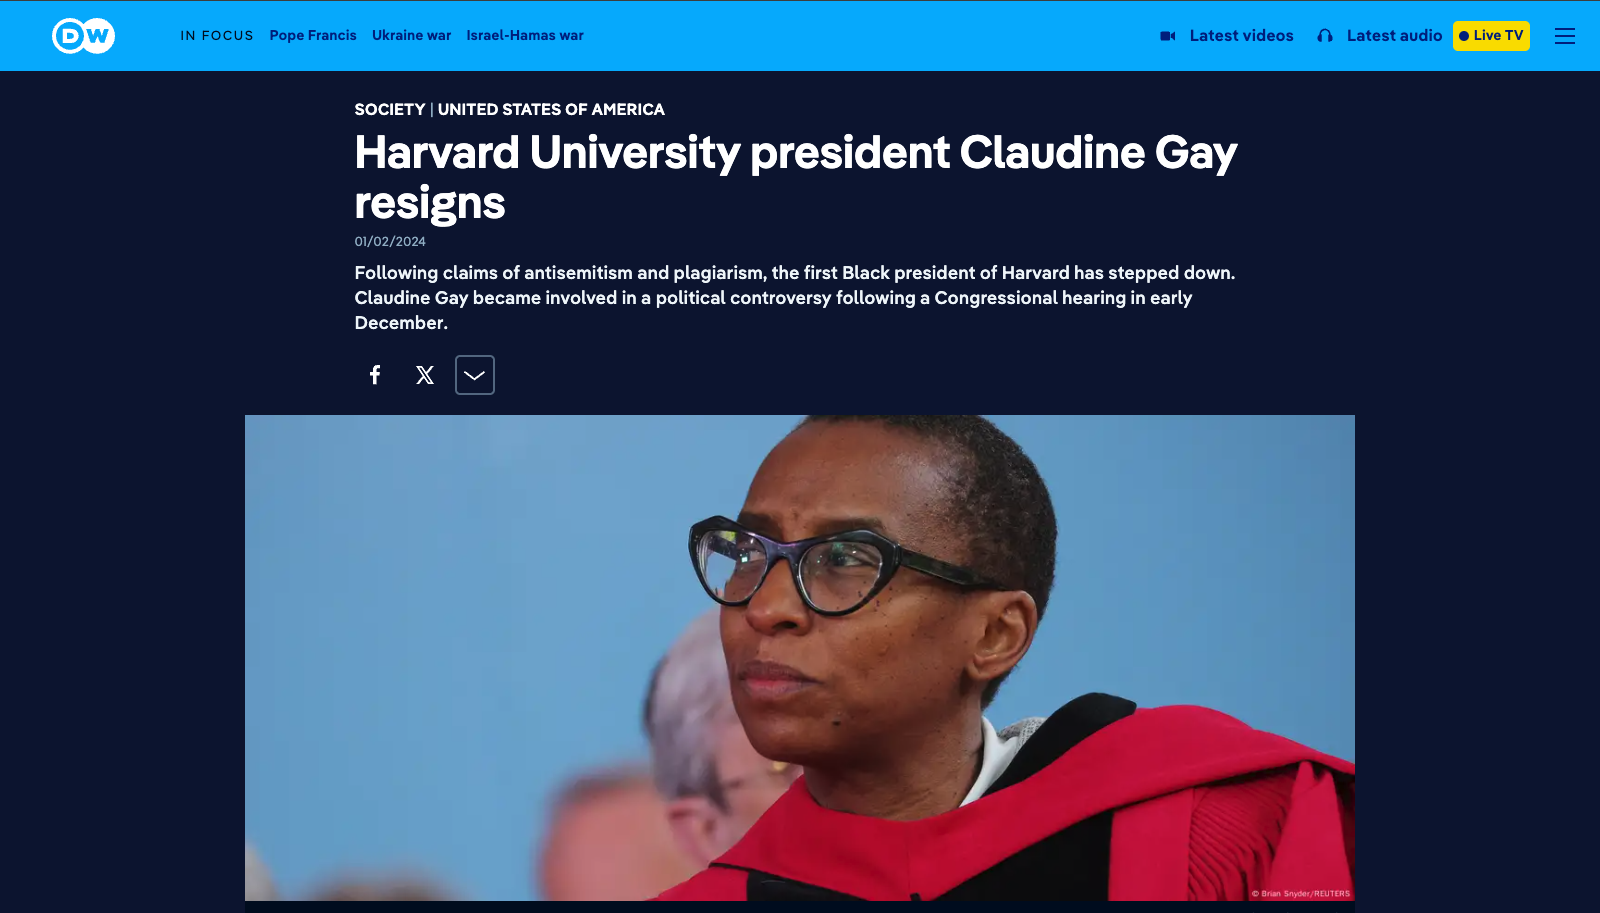 DW
IN FOCUS Pope Francis Ukraine war Israel-Hamas war
Latest videos Latest audio Live TV
SOCIETY | UNITED STATES OF AMERICA
Harvard University president Claudine Gay
resigns
01/02/2024
Following claims of antisemitism and plagiarism, the first Black president of Harvard has stepped down.
Claudine Gay became involved in a political controversy following a Congressional hearing in early
December.
© Brian Snyder/REUTERS